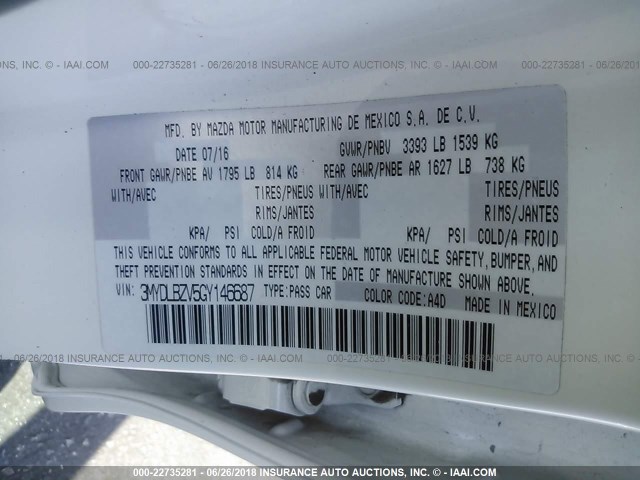 000-22735281 - 06/26/2018 INSURANCE AUTO AUCTIONS, INC. © - IAAI.COM
MFD. BY MAZDA MOTOR MANUFACTURING DE MEXICO S.A. DE C.V.
DATE 07/16 GVWR/PNBV 3393 LB 1539 KG
FRONT GAWR/PNBE AV 1795 LB 814 KG REAR GAWR/PNBE AR 1627 LB 738 KG
WITH/AVEC TIRES/PNEUS WITH/AVEC TIRES/PNEUS
RIMS/JANTES RIMS/JANTES
KPA/ PSI COLD/A FROID KPA/ PSI COLD/A FROID
THIS VEHICLE CONFORMS TO ALL APPLICABLE FEDERAL MOTOR VEHICLE SAFETY, BUMPER, AND
THEFT PREVENTION STANDARDS IN EFFECT ON THE DATE OF MANUFACTURE SHOWN ABOVE.
VIN: 3MYDLBZV5GY146687 TYPE:PASS CAR COLOR CODE:A4D MADE IN MEXICO
INC. © - IAAI.COM 000-22735281 - 06/26/2018 INSURANCE AUTO AUCTIONS, INC. © - IAAI.COM 000-22735281
000-22735281 - 06/26/2018 INSURANCE AUTO AUCTIONS, INC. © - IAAI.COM